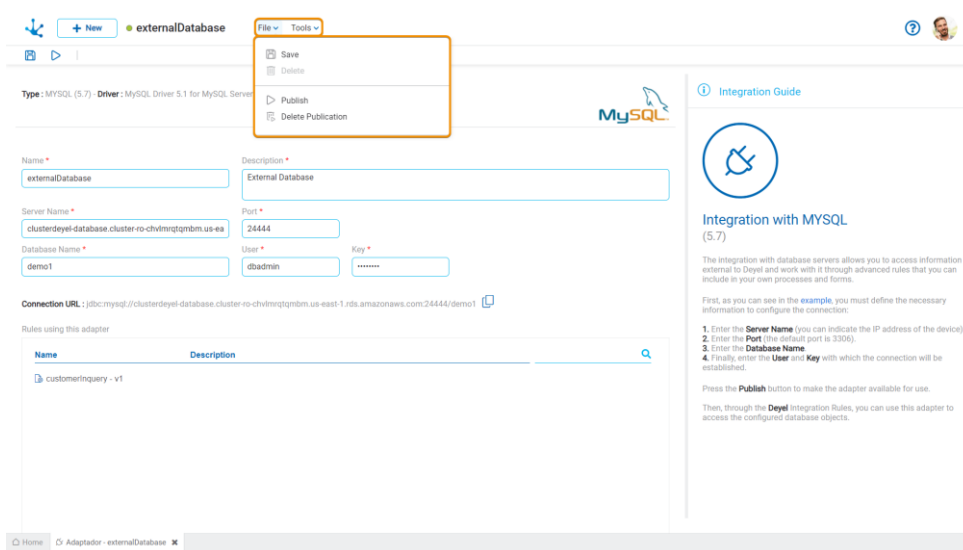 + New
externalDatabase
File Tools
Save
Delete
Publish
Delete Publication
Type : MYSQL (5.7) - Driver : MySQL Driver 5.1 for MySQL Server
MySQL
Name *
Description *
externalDatabase
External Database
Server Name *
Port *
clusterdeyel-database.cluster-ro-chvlmrqtqmbm.us-ea
24444
Database Name *
User *
Key *
demo1
dbadmin
••••••••
Connection URL : jdbc:mysql://clusterdeyel-database.cluster-ro-chvlmrqtqmbm.us-east-1.rds.amazonaws.com:24444/demo1
Rules using this adapter
Name
Description
customerInquery - v1
Integration Guide
Integration with MYSQL
(5.7)
The integration with database servers allows you to access information
external to Deyel and work with it through advanced rules that you can
include in your own processes and forms.
First, as you can see in the example, you must define the necessary
information to configure the connection:
1. Enter the Server Name (you can indicate the IP address of the device)
2. Enter the Port (the default port is 3306).
3. Enter the Database Name
4. Finally, enter the User and Key with which the connection will be
established.
Press the Publish button to make the adapter available for use.
Then, through the Deyel Integration Rules, you can use this adapter to
access the configured database objects.
Home
Adaptador - externalDatabase